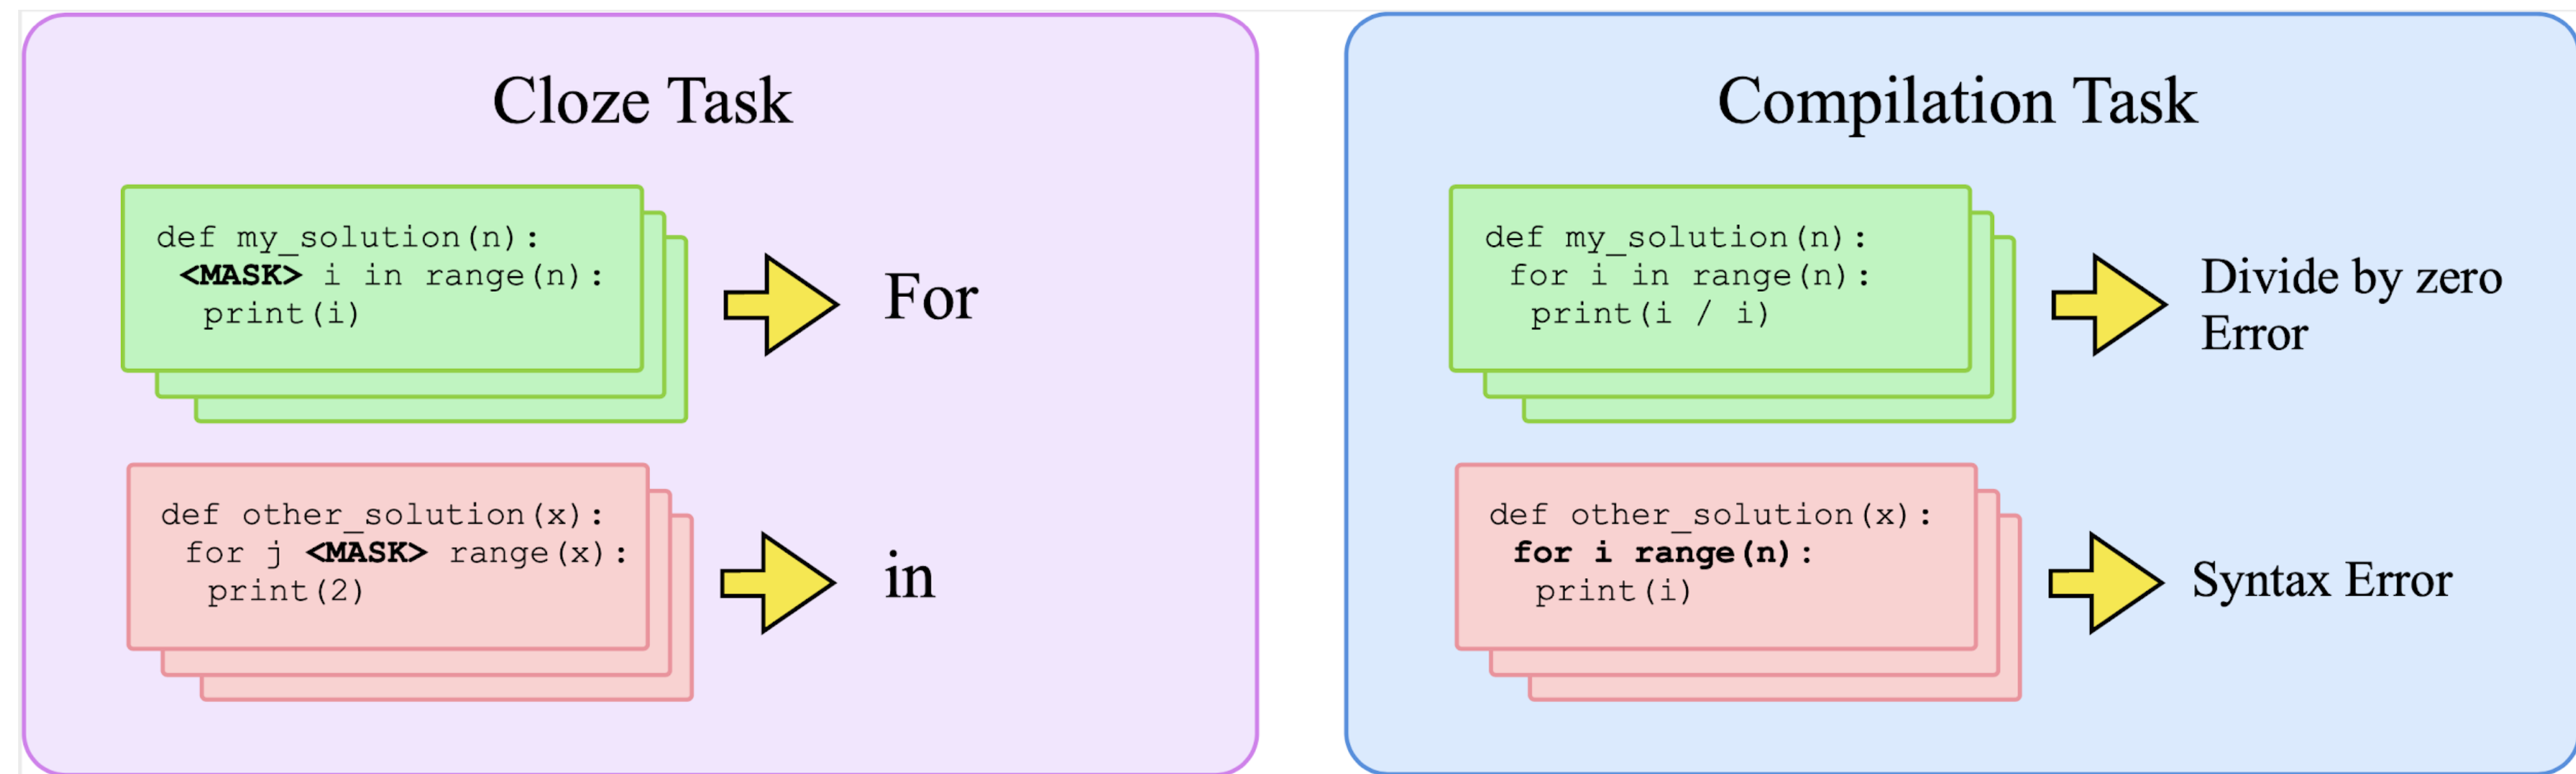 Cloze Task
def my_solution(n):
<MASK> i in range(n):
print(i)
For
def other_solution(x):
for j <MASK> range(x):
print(2)
in
Compilation Task
def my_solution(n):
for i in range(n):
print(i / i)
Divide by zero
Error
def other_solution(x):
for i range(n):
print(i)
Syntax Error